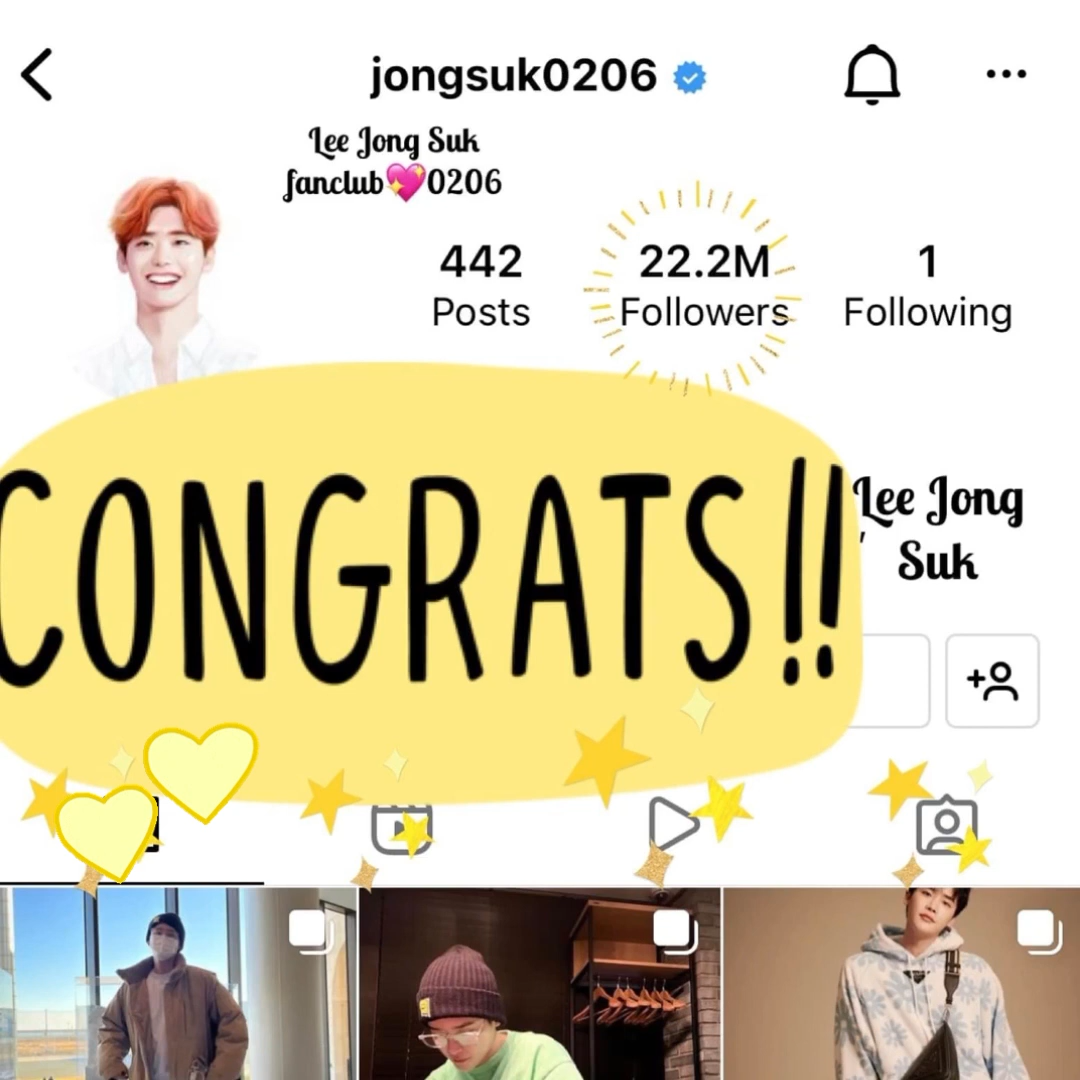 jongsuk0206
Lee Jong Suk
fanclub💖0206
442
Posts
22.2M
Followers
1
Following
CONGRATS!!
Lee Jong
Suk